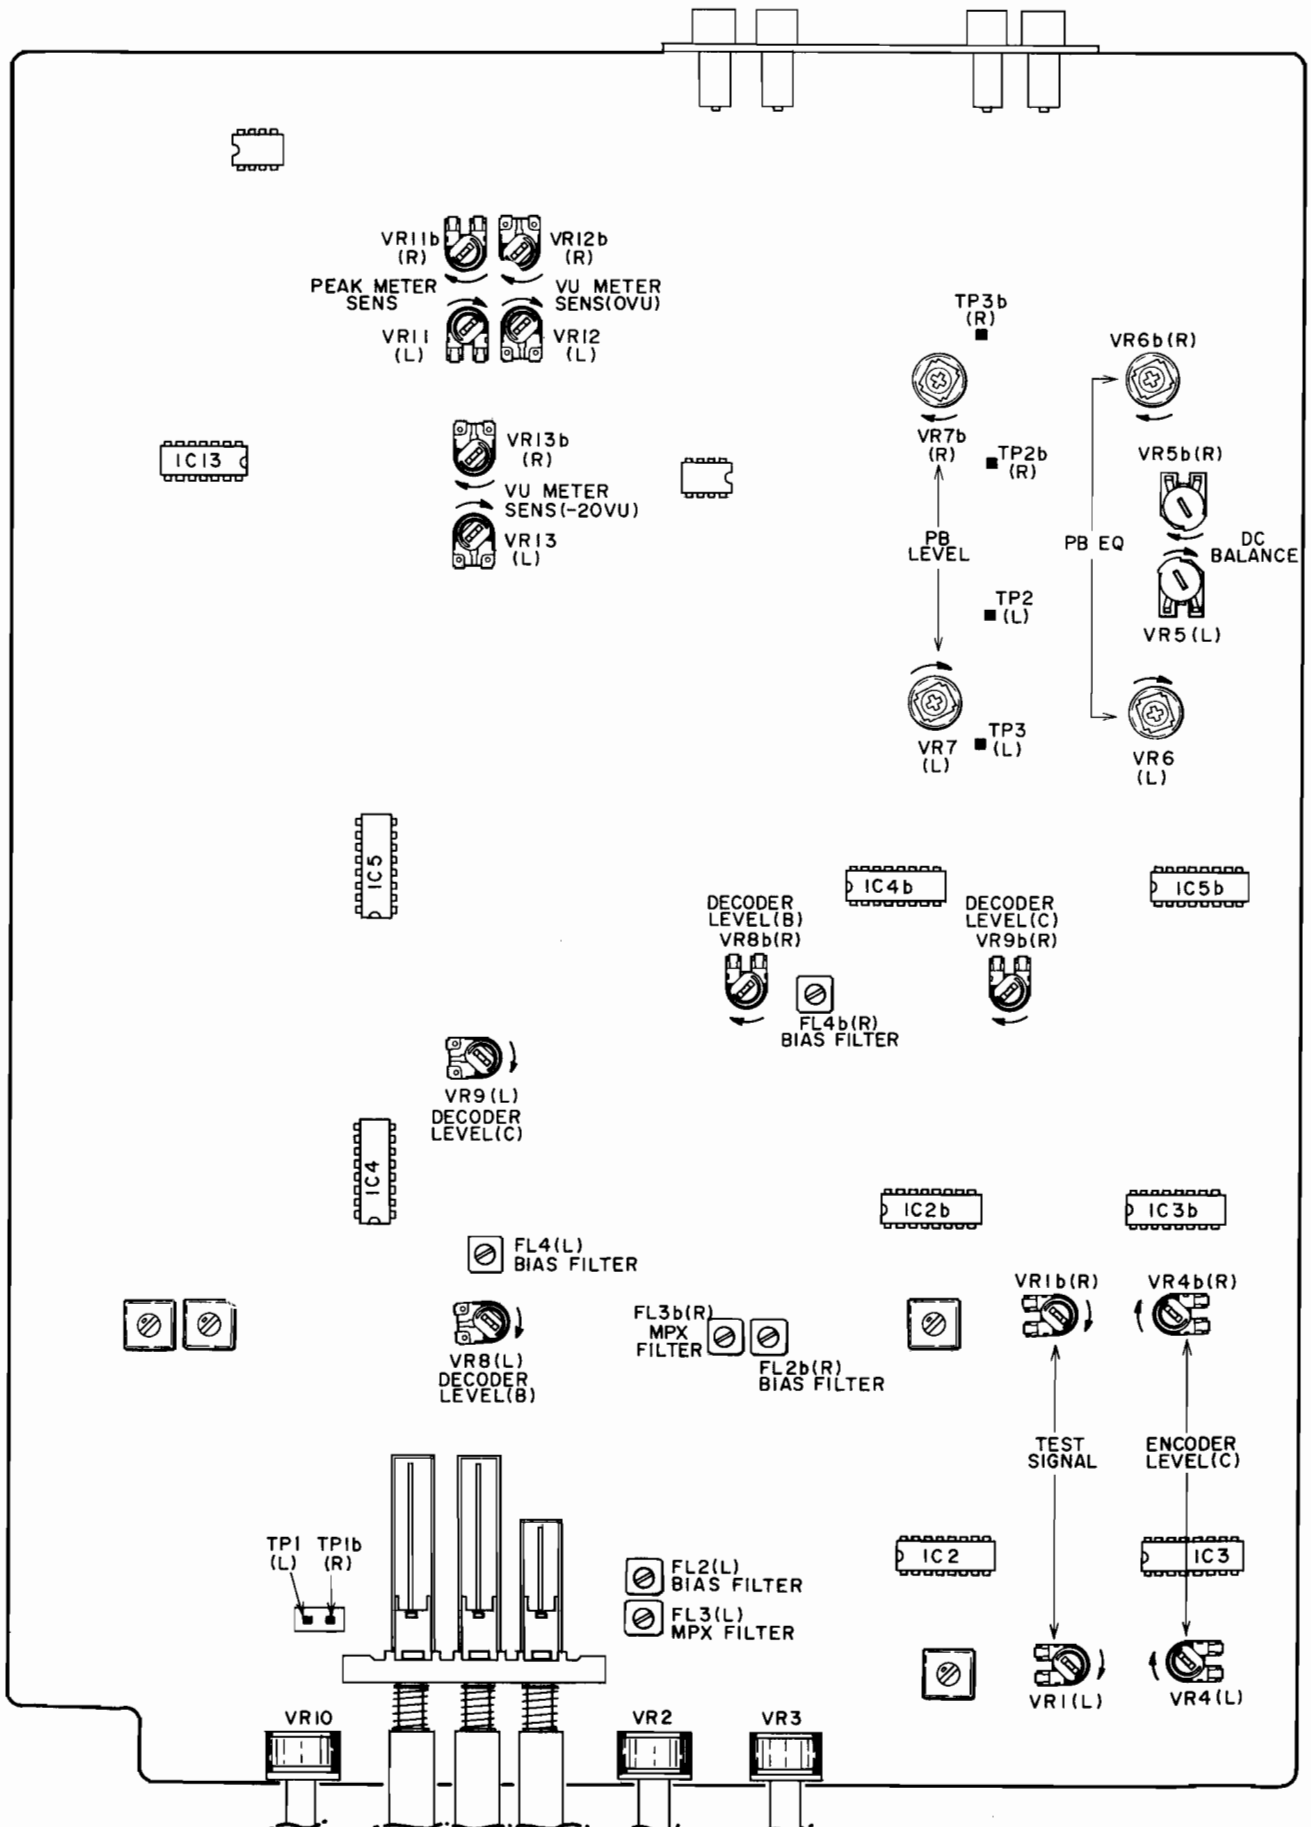 VR11b
(R)
VR12b
(R)
PEAK METER
SENS
VU METER
SENS(0VU)
VR11
(L)
VR12
(L)
TP3b
(R)
VR6b(R)
VR7b
(R)
TP2b
(R)
VR5b(R)
IC13
VR13b
(R)
VU METER
SENS(-20VU)
VR13
(L)
PB
LEVEL
PB EQ
DC
BALANCE
TP2
(L)
VR5(L)
TP3
(L)
VR7
(L)
VR6
(L)
IC5
IC4b
IC5b
DECODER
LEVEL(B)
VR8b(R)
DECODER
LEVEL(C)
VR9b(R)
FL4b(R)
BIAS FILTER
VR9(L)
DECODER
LEVEL(C)
IC4
IC2b
IC3b
FL4(L)
BIAS FILTER
VR1b(R)
VR4b(R)
FL3b(R)
MPX
FILTER
FL2b(R)
BIAS FILTER
VR8(L)
DECODER
LEVEL(B)
TEST
SIGNAL
ENCODER
LEVEL(C)
TP1
(L)
TP1b
(R)
IC2
IC3
FL2(L)
BIAS FILTER
FL3(L)
MPX FILTER
VR1(L)
VR4(L)
VR10
VR2
VR3